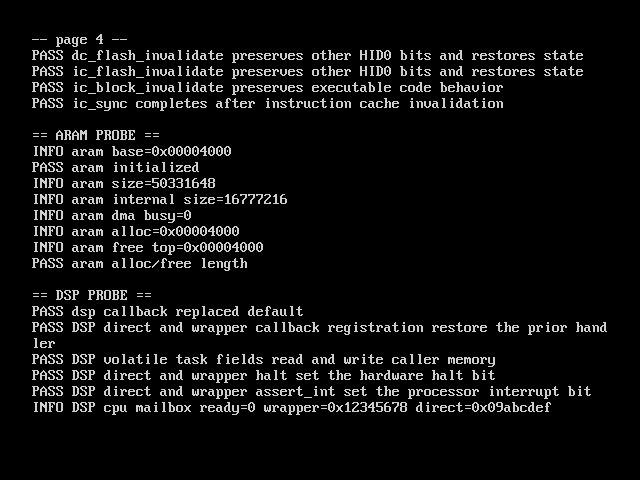 -- page 4 --
PASS dc_flash_invalidate preserves other HID0 bits and restores state
PASS ic_flash_invalidate preserves other HID0 bits and restores state
PASS ic_block_invalidate preserves executable code behavior
PASS ic_sync completes after instruction cache invalidation

== ARAM PROBE ==
INFO aram base=0x00004000
PASS aram initialized
INFO aram size=50331648
INFO aram internal size=16777216
INFO aram dma busy=0
INFO aram alloc=0x00004000
INFO aram free top=0x00004000
PASS aram alloc/free length

== DSP PROBE ==
PASS dsp callback replaced default
PASS DSP direct and wrapper callback registration restore the prior hand
ler
PASS DSP volatile task fields read and write caller memory
PASS DSP direct and wrapper halt set the hardware halt bit
PASS DSP direct and wrapper assert_int set the processor interrupt bit
INFO DSP cpu mailbox ready=0 wrapper=0x12345678 direct=0x09abcdef